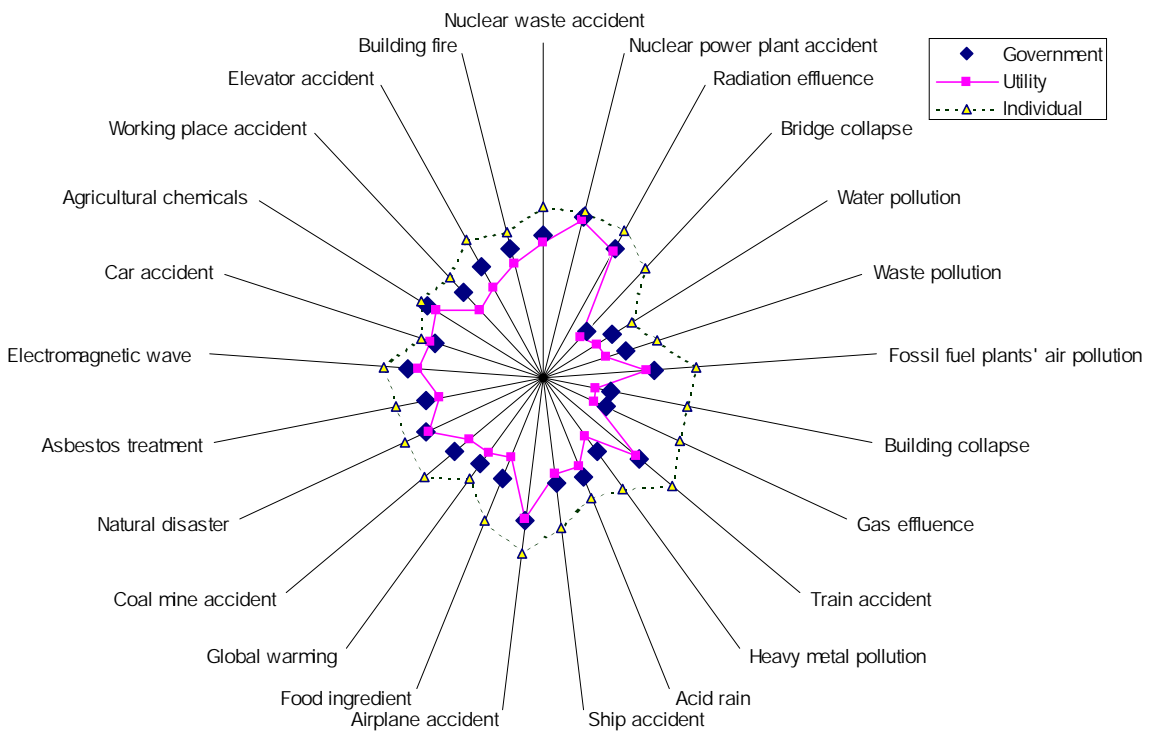 Nuclear waste accident
Nuclear power plant accident
Radiation effluence
Bridge collapse
Water pollution
Waste pollution
Fossil fuel plants' air pollution
Building collapse
Gas effluence
Train accident
Heavy metal pollution
Acid rain
Ship accident
Airplane accident
Food ingredient
Global warming
Coal mine accident
Natural disaster
Asbestos treatment
Electromagnetic wave
Car accident
Agricultural chemicals
Working place accident
Elevator accident
Building fire
Government
Utility
Individual